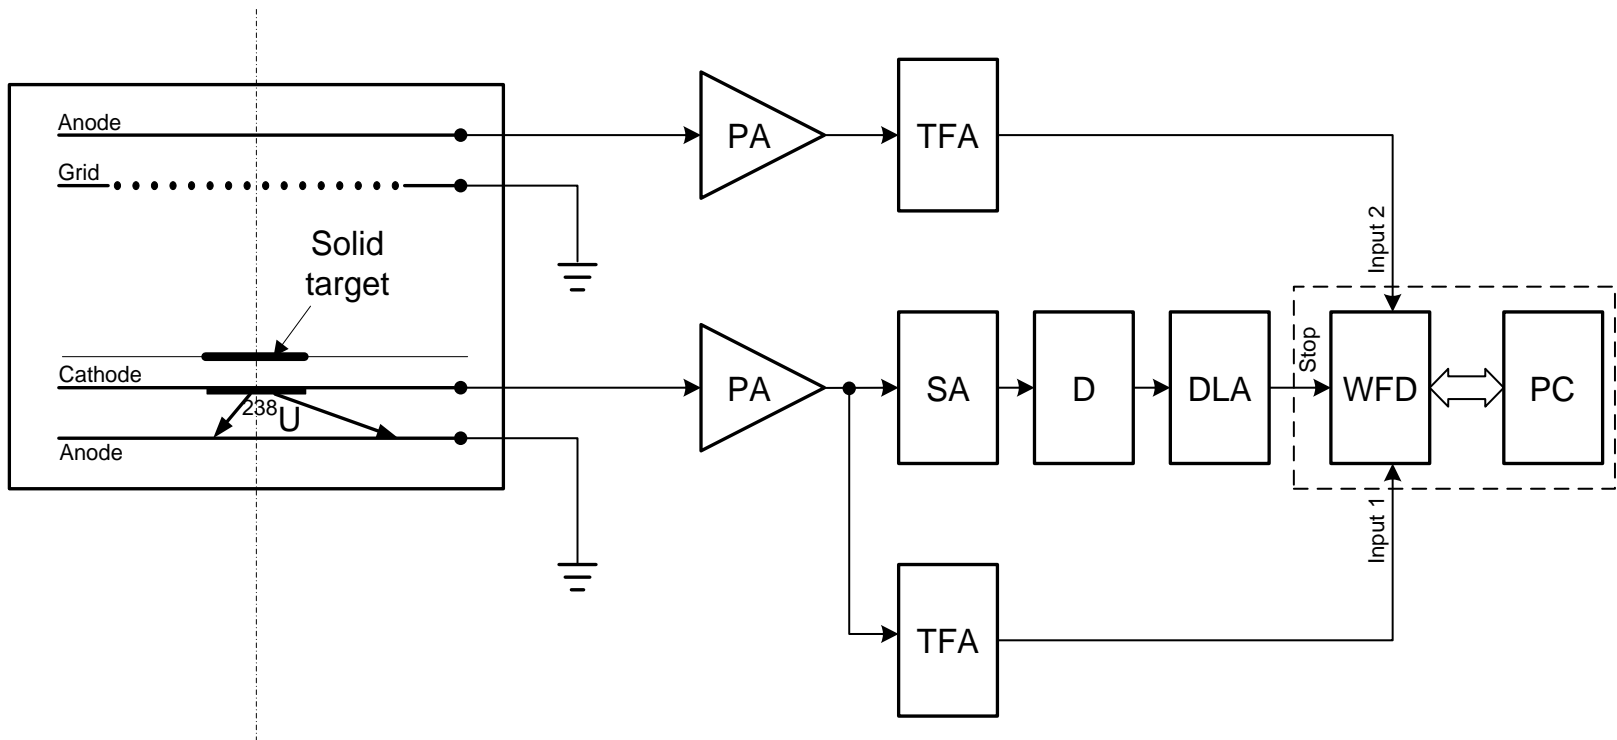 Anode
Grid
Solid
target
Cathode
238U
Anode
PA
TFA
Input 2
PA
SA
D
DLA
Stop
WFD
PC
Input 1
TFA